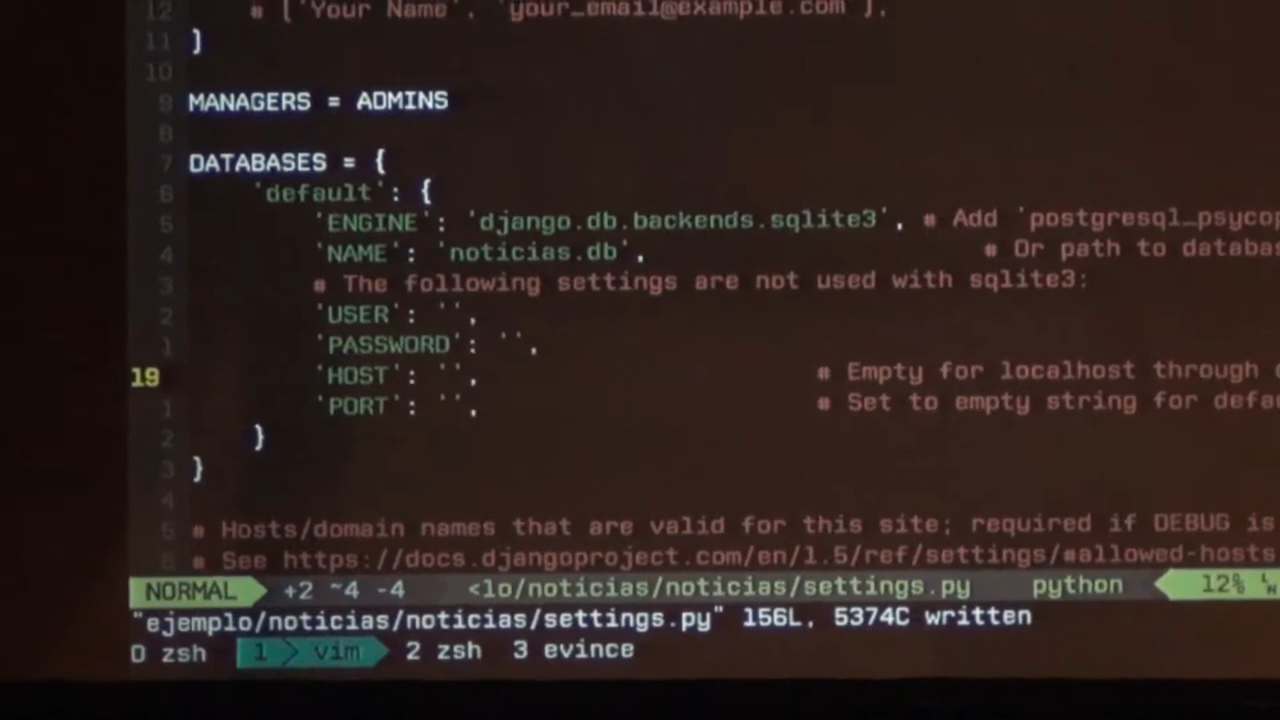 12 # ('Your Name', 'your_email@example.com'),
11 )
10
9 MANAGERS = ADMINS
8
7 DATABASES = {
6 'default': {
5 'ENGINE': 'django.db.backends.sqlite3', # Add 'postgresql_psycop
4 'NAME': 'noticias.db', # Or path to databas
3 # The following settings are not used with sqlite3:
2 'USER': '',
1 'PASSWORD': '',
19 'HOST': '', # Empty for localhost through
1 'PORT': '', # Set to empty string for defau
2 }
3 }
4
5 # Hosts/domain names that are valid for this site; required if DEBUG is
6 # See https://docs.djangoproject.com/en/1.5/ref/settings/#allowed-hosts
NORMAL +2 ~4 -4 <lo/noticias/noticias/settings.py python 12%
"ejemplo/noticias/noticias/settings.py" 156L, 5374C written
0 zsh 1 > vim 2 zsh 3 evince